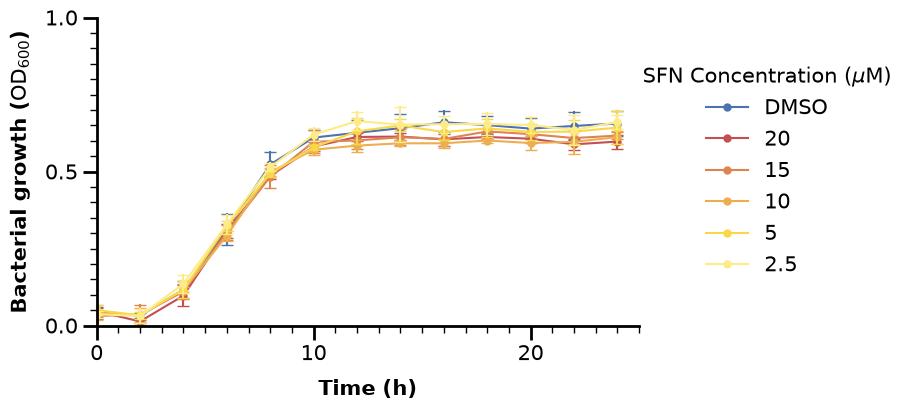 Bacterial growth (OD600)
1.0
0.5
0.0
0
10
20
Time (h)
SFN Concentration (μM)
DMSO
20
15
10
5
2.5